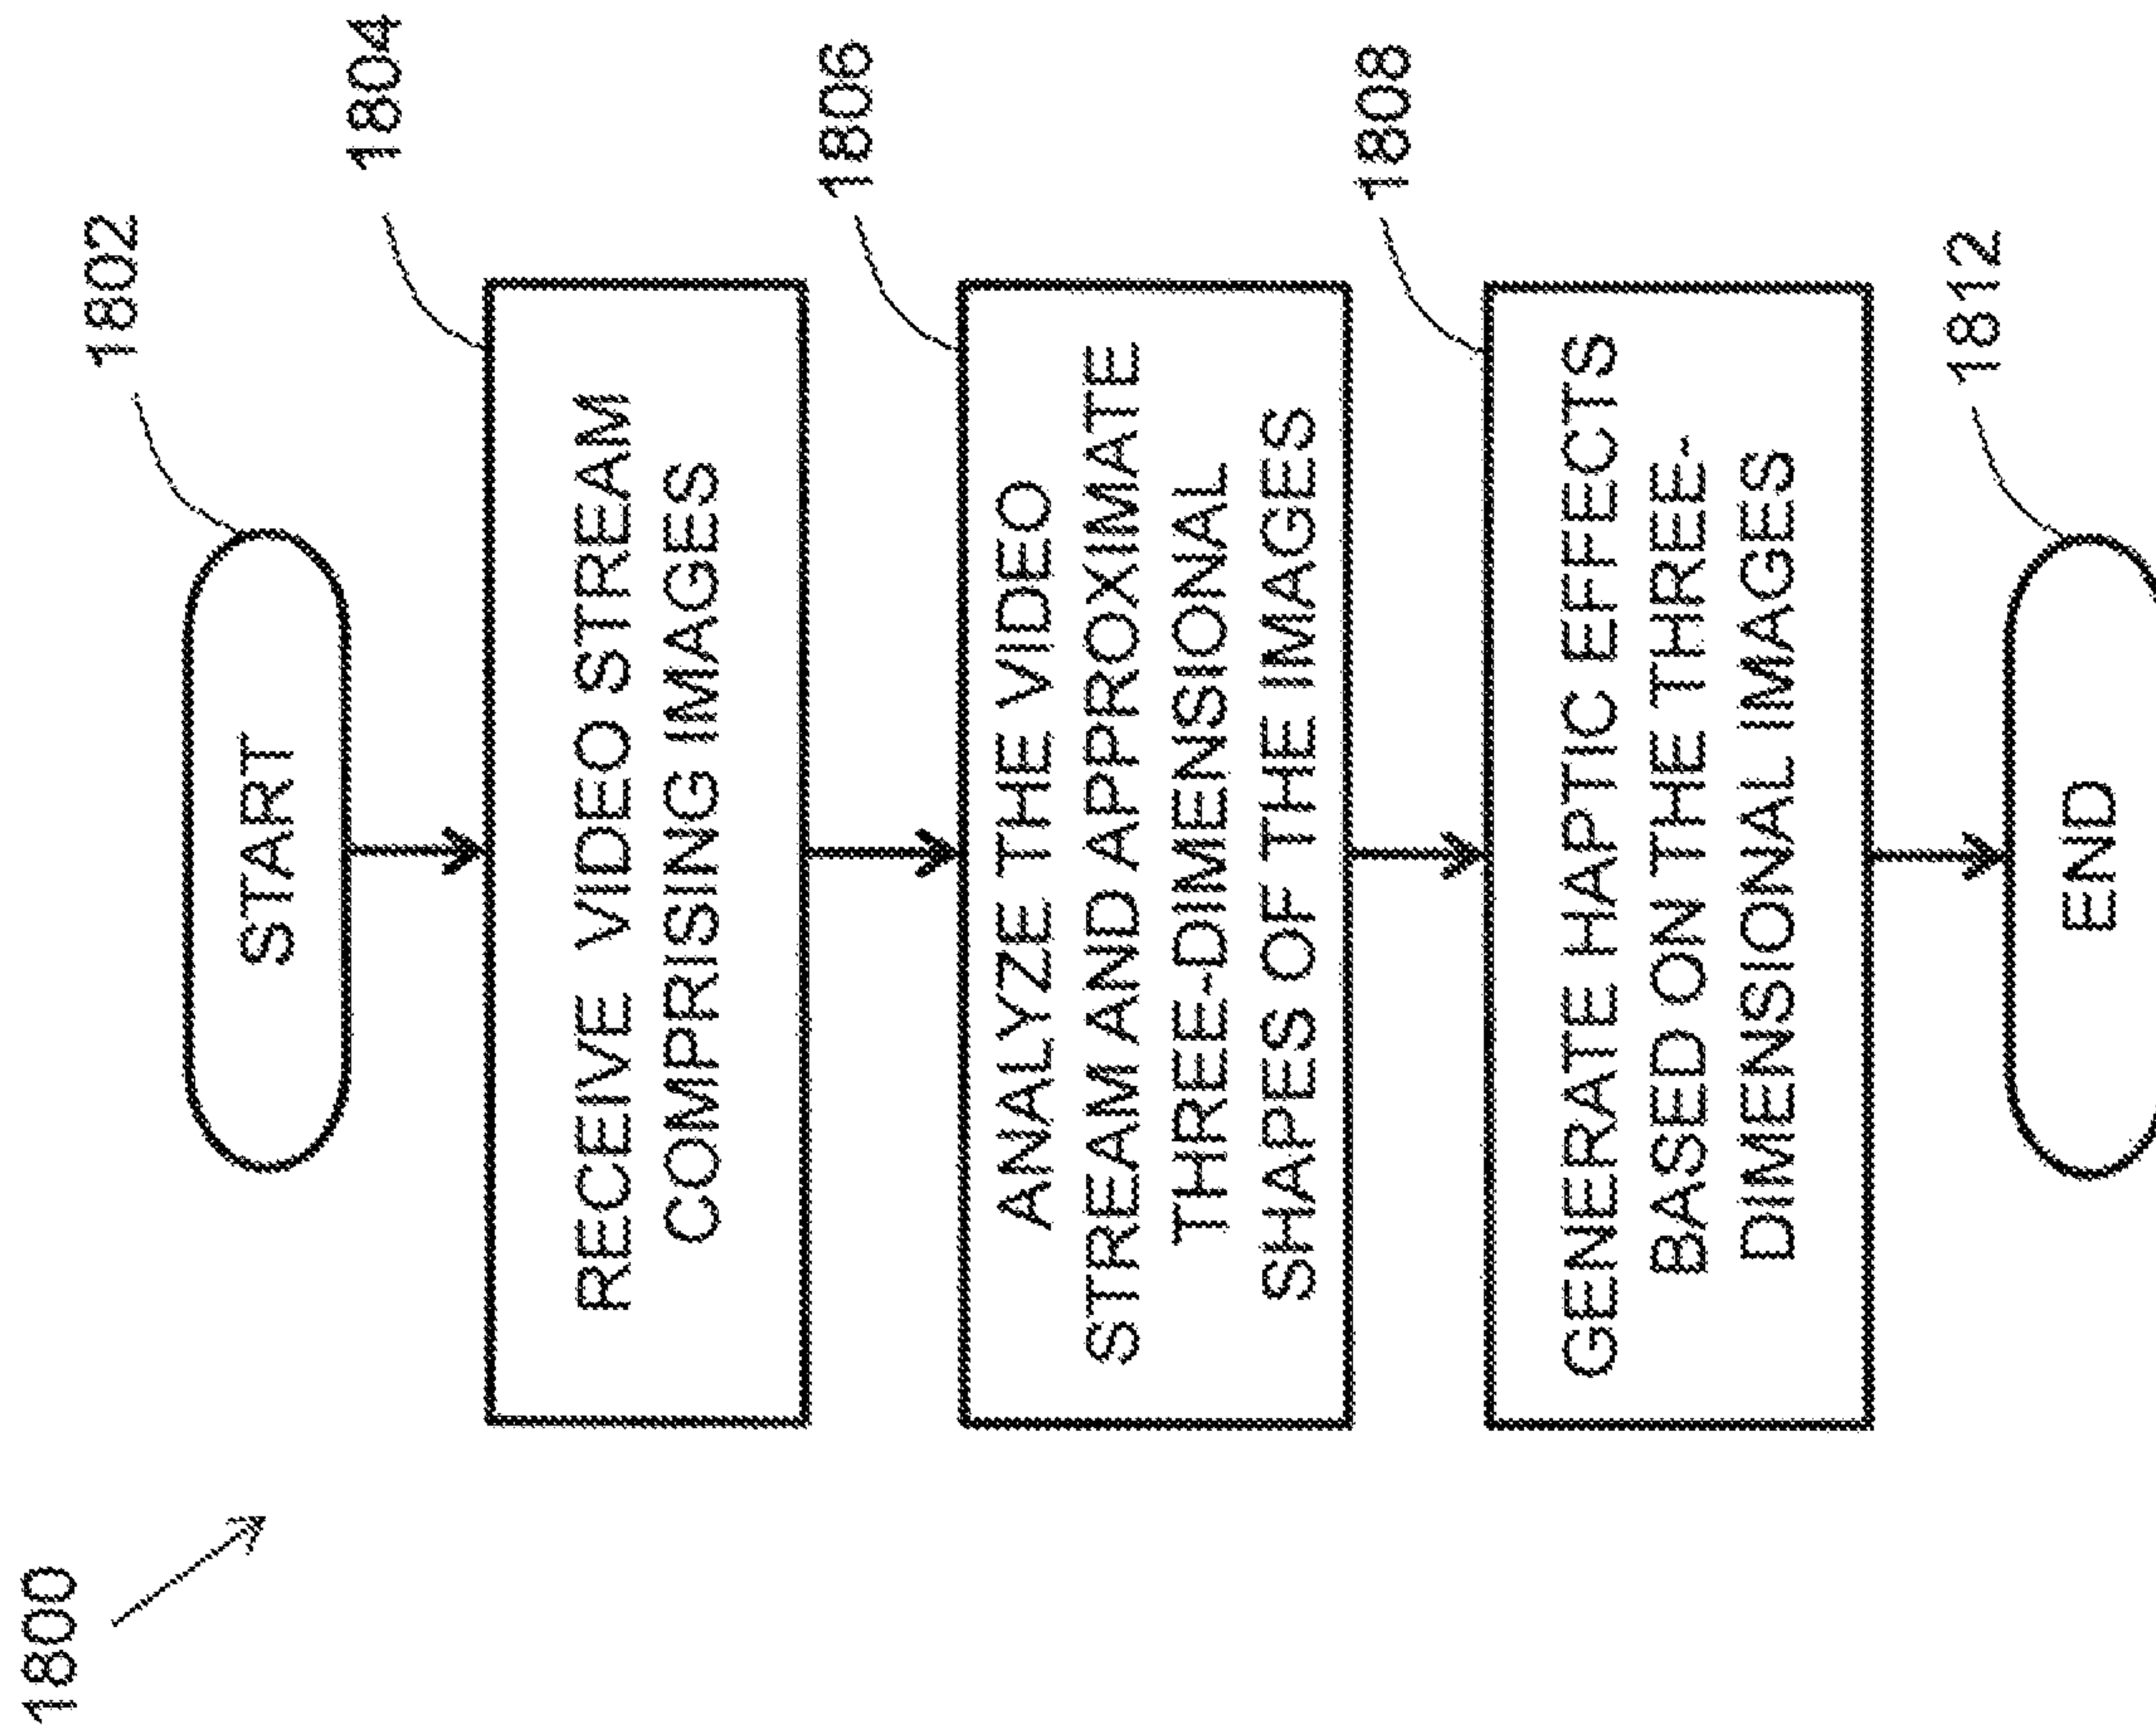 1800
START
1802
RECEIVE VIDEO STREAM
COMPRISING IMAGES
1804
ANALYZE THE VIDEO
STREAM AND APPROXIMATE
THREE-DIMENSIONAL
SHAPES OF THE IMAGES
1806
GENERATE HAPTIC EFFECTS
BASED ON THE THREE-
DIMENSIONAL IMAGES
1808
END
1812